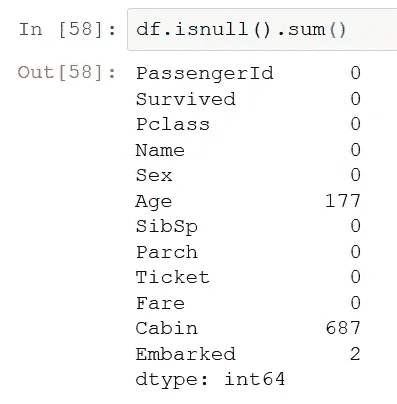 In [58]: df.isnull().sum()
Out[58]: PassengerId 0
Survived 0
Pclass 0
Name 0
Sex 0
Age 177
SibSp 0
Parch 0
Ticket 0
Fare 0
Cabin 687
Embarked 2
dtype: int64